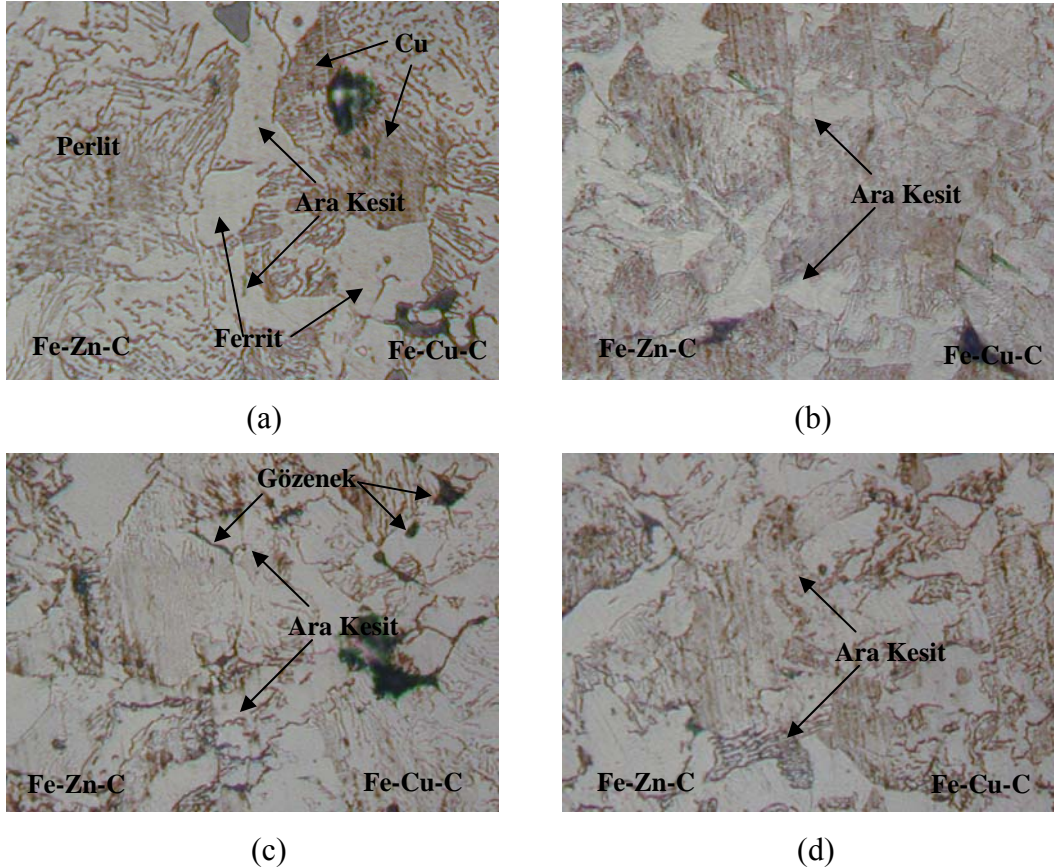 Cu
Perlit
Ara Kesit
Ferrit
Fe-Zn-C
Fe-Cu-C
(a)
Ara Kesit
Fe-Zn-C
Fe-Cu-C
(b)
Gözenek
Ara Kesit
Fe-Zn-C
Fe-Cu-C
(c)
Ara Kesit
Fe-Zn-C
Fe-Cu-C
(d)